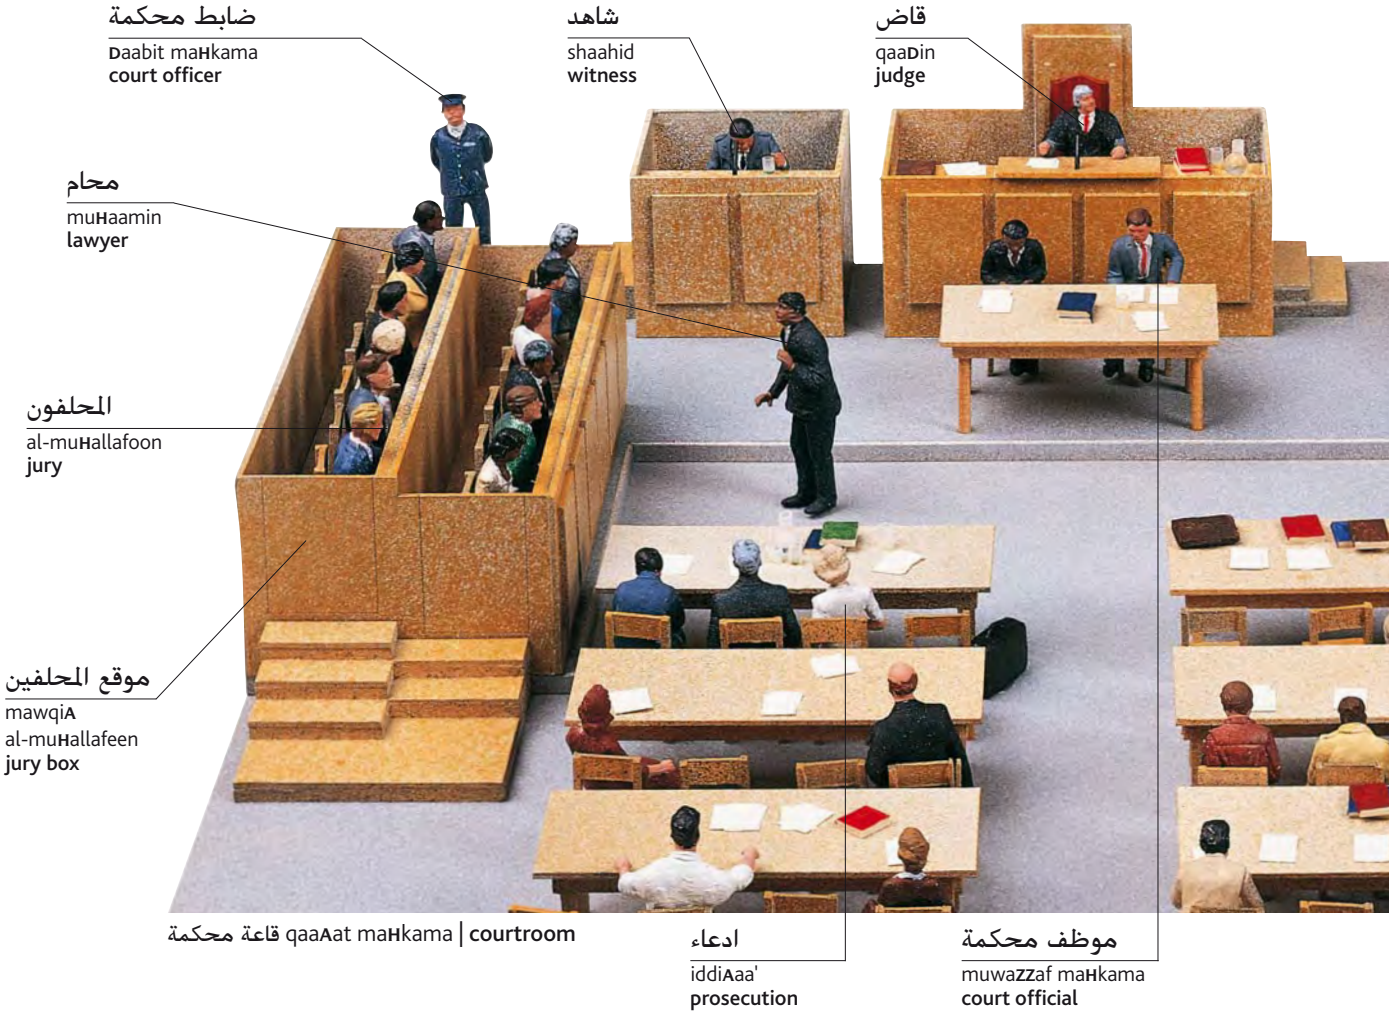 ضابط محكمة
Daabit maHkama
court officer
شاهد
shaahid
witness
قاض
qaaDin
judge
محام
muHaamin
lawyer
المحلفون
al-muHallafoon
jury
موقع المحلفين
mawqiA
al-muHallafeen
jury box
قاعة محكمة qaaAat maHkama | courtroom
ادعاء
iddiAaa'
prosecution
موظف محكمة
muwaZZaf maHkama
court official